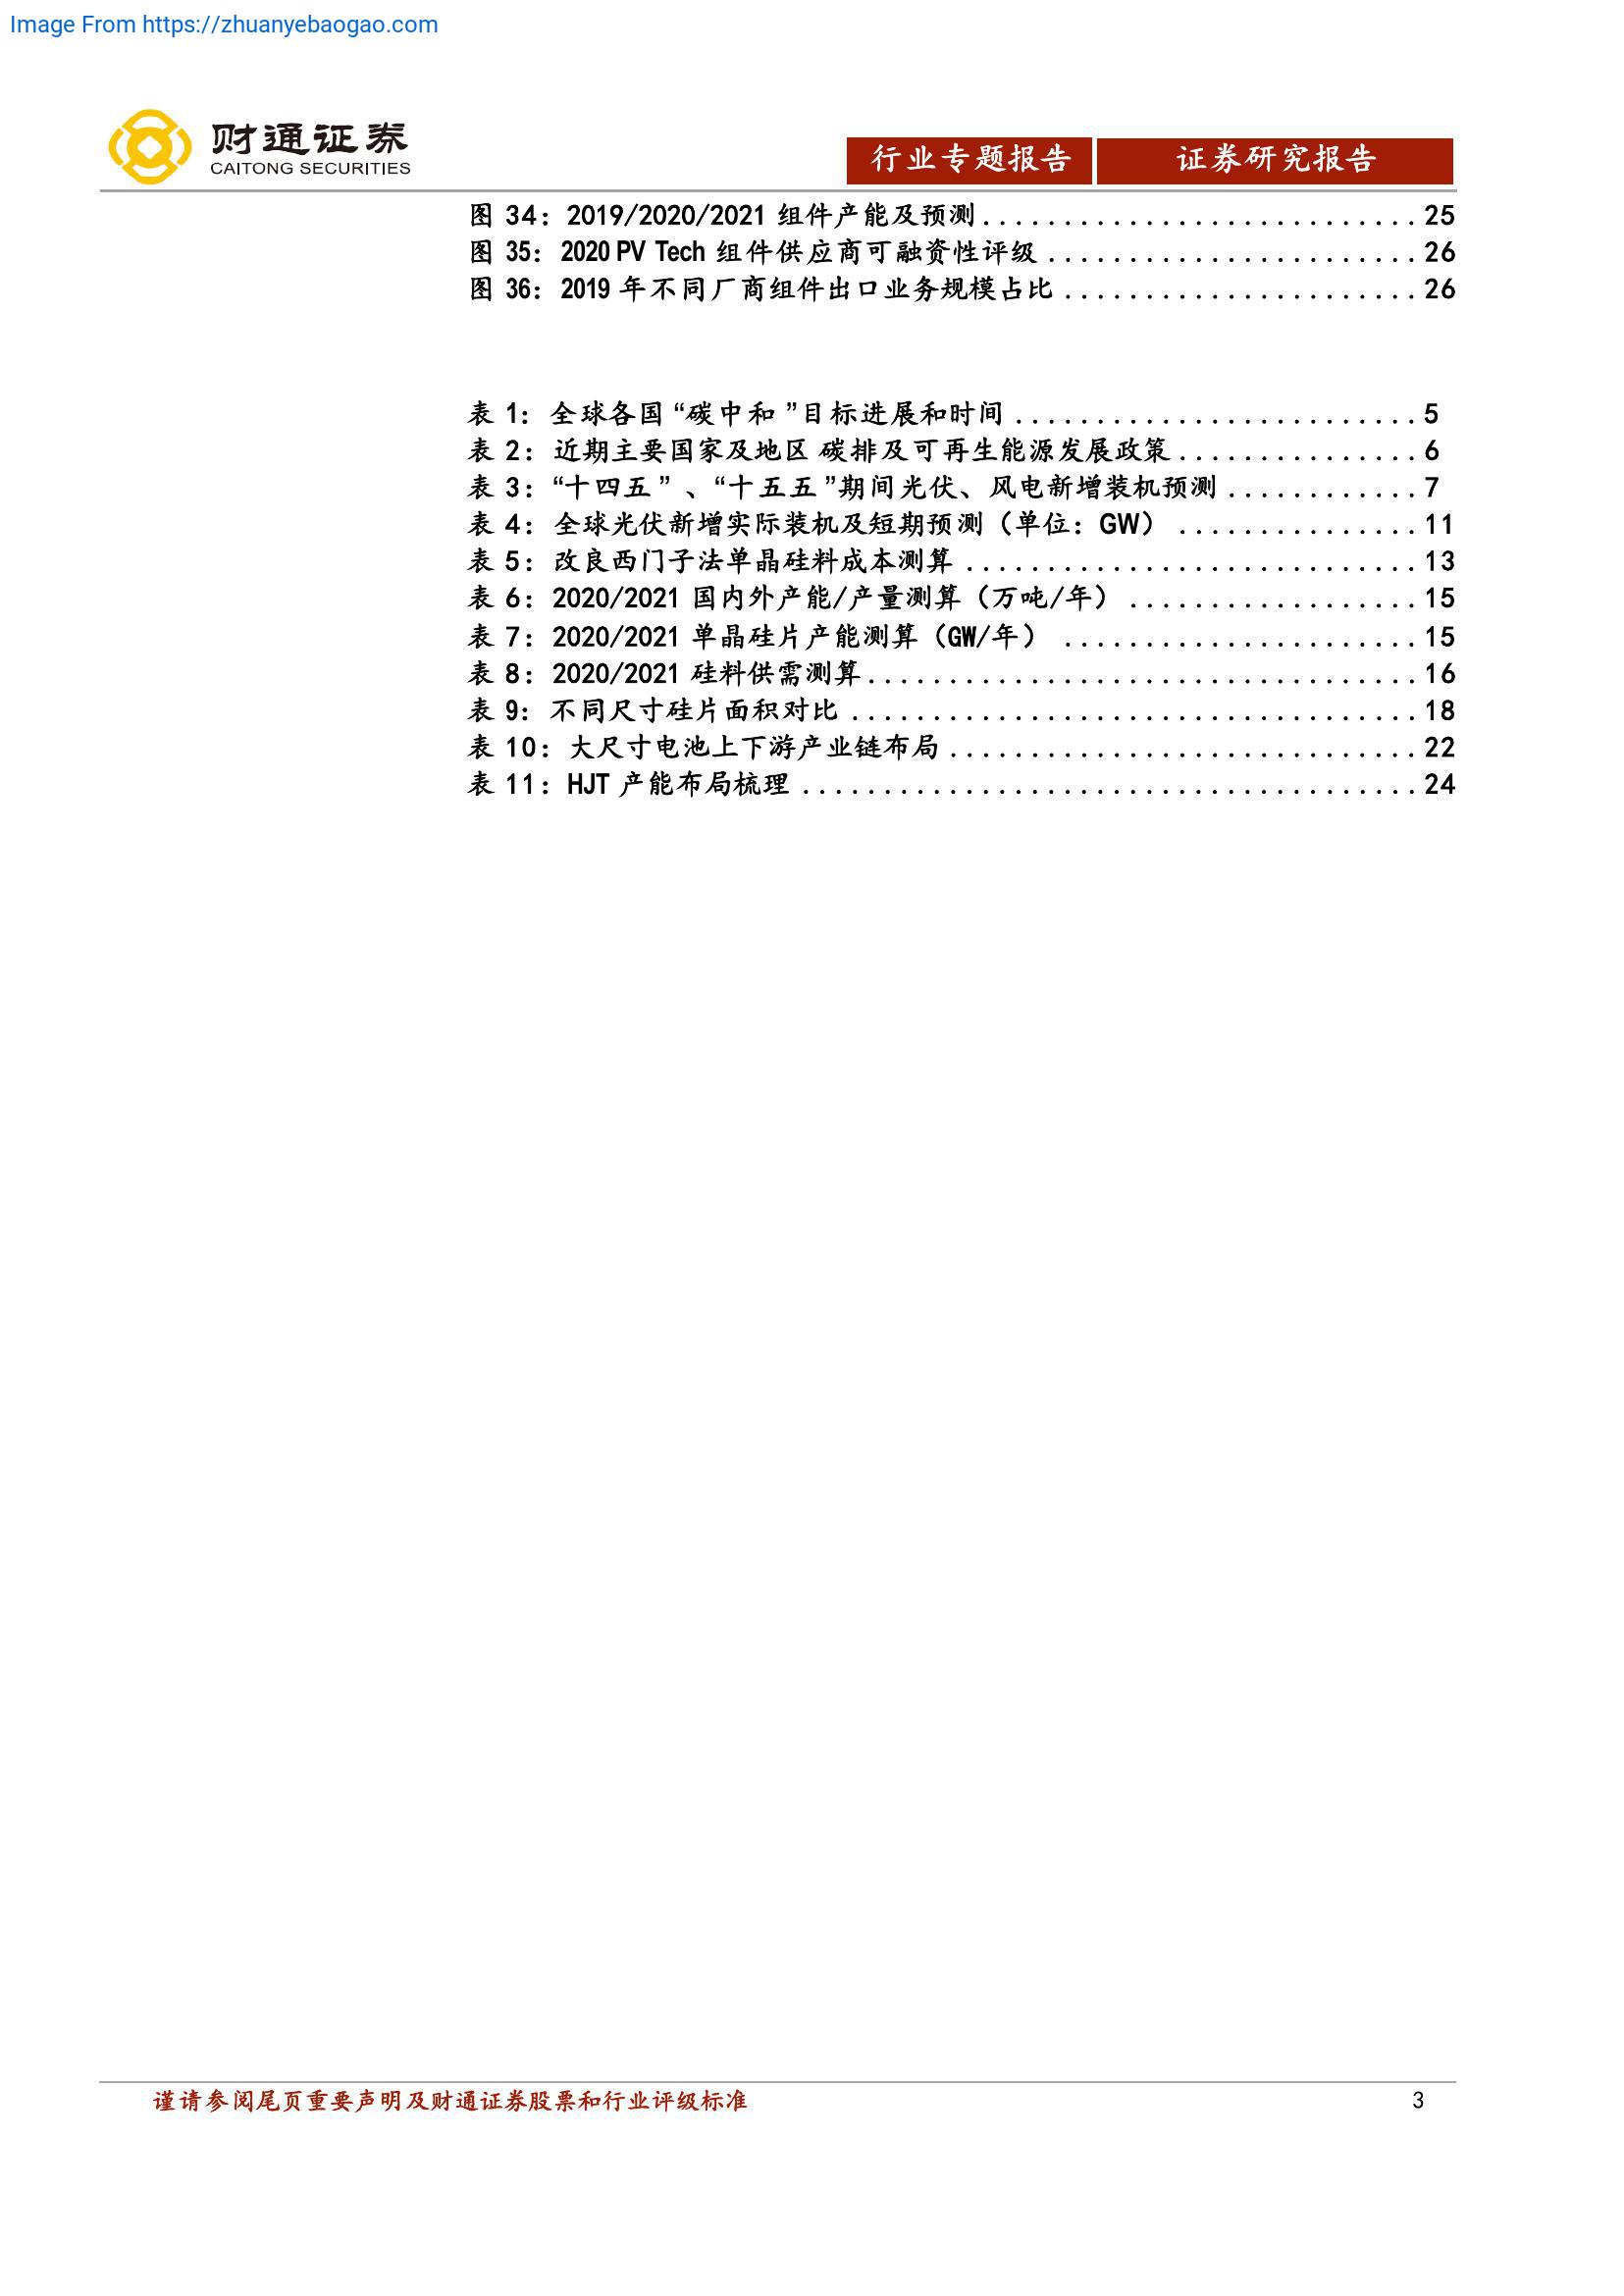 Image From https://zhuanyebaogao.com
财通证券
CAITONG SECURITIES
行业专题报告 证券研究报告
图 34：2019/2020/2021 组件产能及预测...........................25
图 35：2020 PV Tech 组件供应商可融资性评级.......................26
图 36：2019 年不同厂商组件出口业务规模占比......................26
表 1：全球各国“碳中和”目标进展和时间.........................5
表 2：近期主要国家及地区碳排及可再生能源发展政策...............6
表 3：“十四五”、“十五五”期间光伏、风电新增装机预测............7
表 4：全球光伏新增实际装机及短期预测（单位：GW）...............11
表 5：改良西门子法单晶硅料成本测算............................13
表 6：2020/2021 国内外产能/产量测算（万吨/年）..................15
表 7：2020/2021 单晶硅片产能测算（GW/年）......................15
表 8：2020/2021 硅料供需测算..................................16
表 9：不同尺寸硅片面积对比...................................18
表 10：大尺寸电池上下游产业链布局.............................22
表 11：HJT 产能布局梳理......................................24
谨请参阅尾页重要声明及财通证券股票和行业评级标准 3